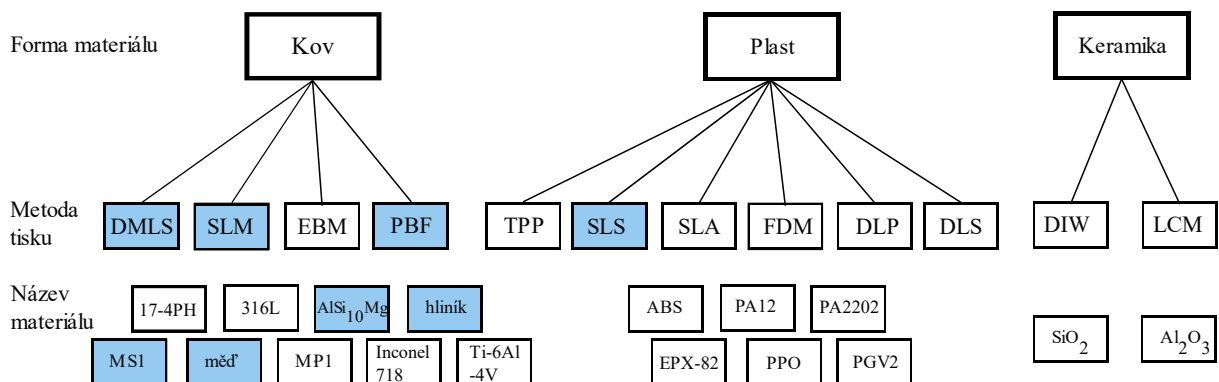 Forma materiálu
Kov
Plast
Keramika
Metoda
tisku
DMLS
SLM
EBM
PBF
TPP
SLS
SLA
FDM
DLP
DLS
DIW
LCM
Název
materiálu
17-4PH
316L
AlSi10Mg
hliník
ABS
PA12
PA2202
MS1
měď
MP1
Inconel
718
Ti-6Al
-4V
EPX-82
PPO
PGV2
SiO2
Al2O3